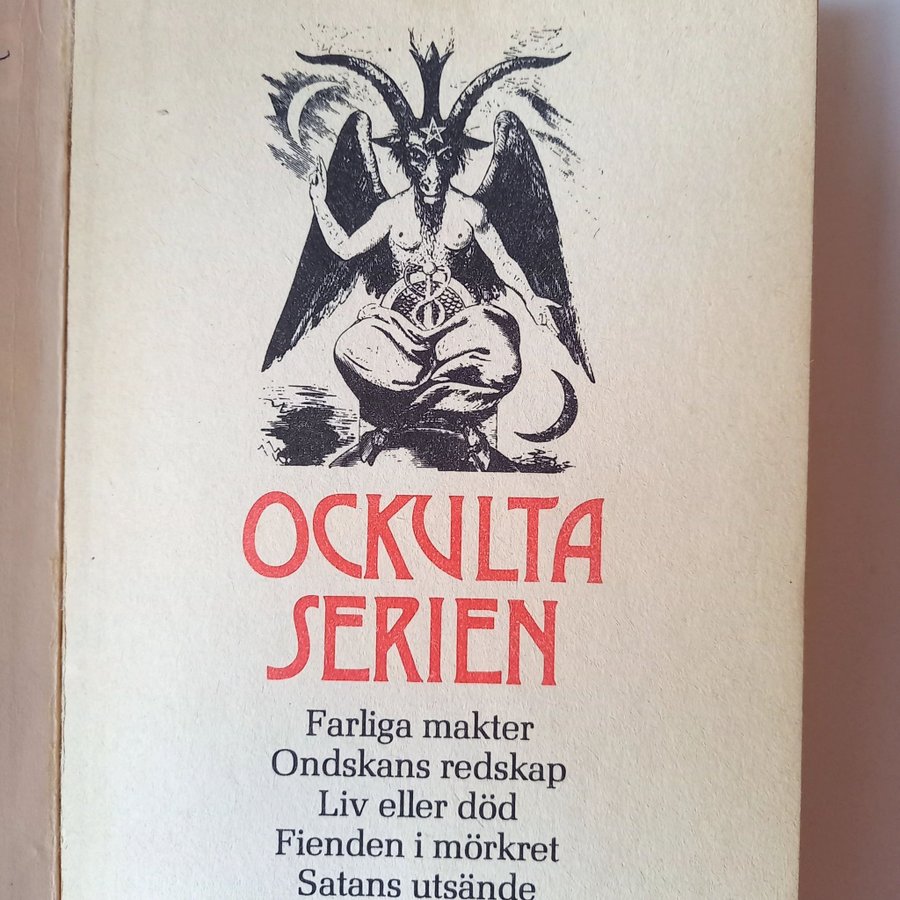 OCKULTA
SERIEN
Farliga makter
Ondskans redskap
Liv eller död
Fienden i mörkret
Satans utsände